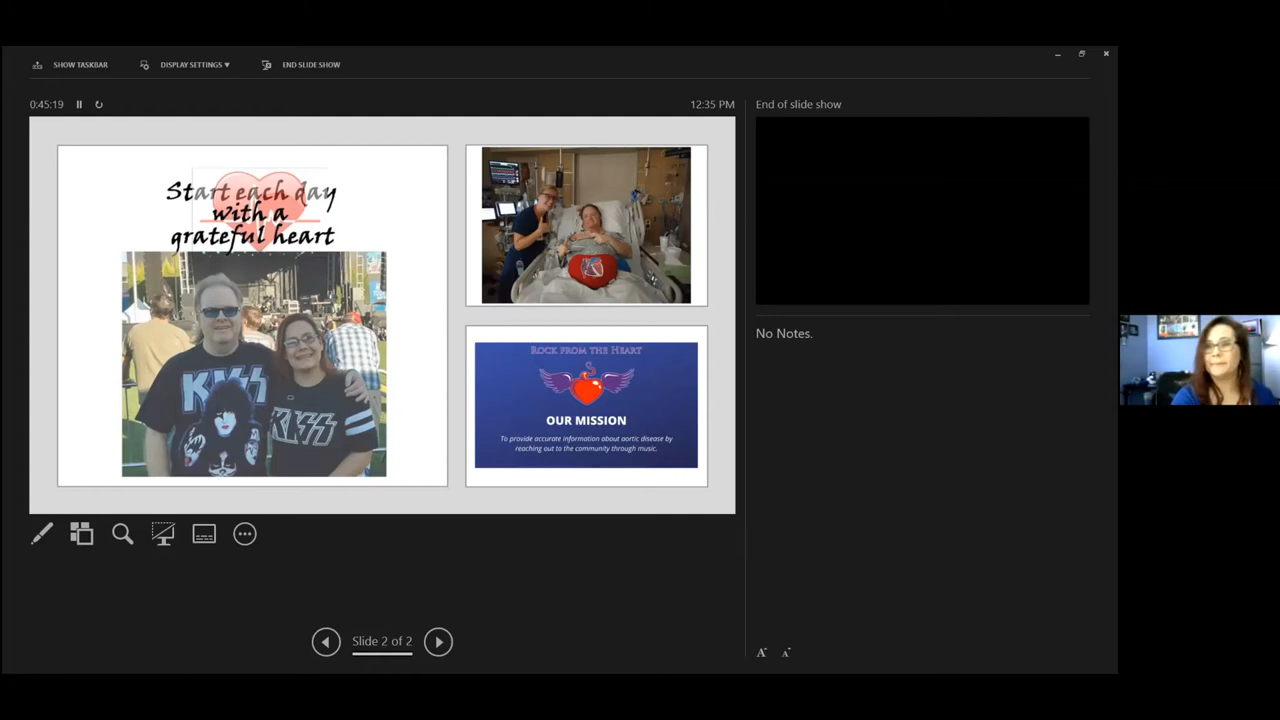 SHOW TASKBAR
DISPLAY SETTINGS ▼
END SLIDE SHOW
0:45:19
12:35 PM
End of slide show
Start each day
with a
grateful heart
KISS
KISS
ROCK FROM THE HEART
OUR MISSION
To provide accurate information about aortic disease by
reaching out to the community through music.
No Notes.
Slide 2 of 2
A
A